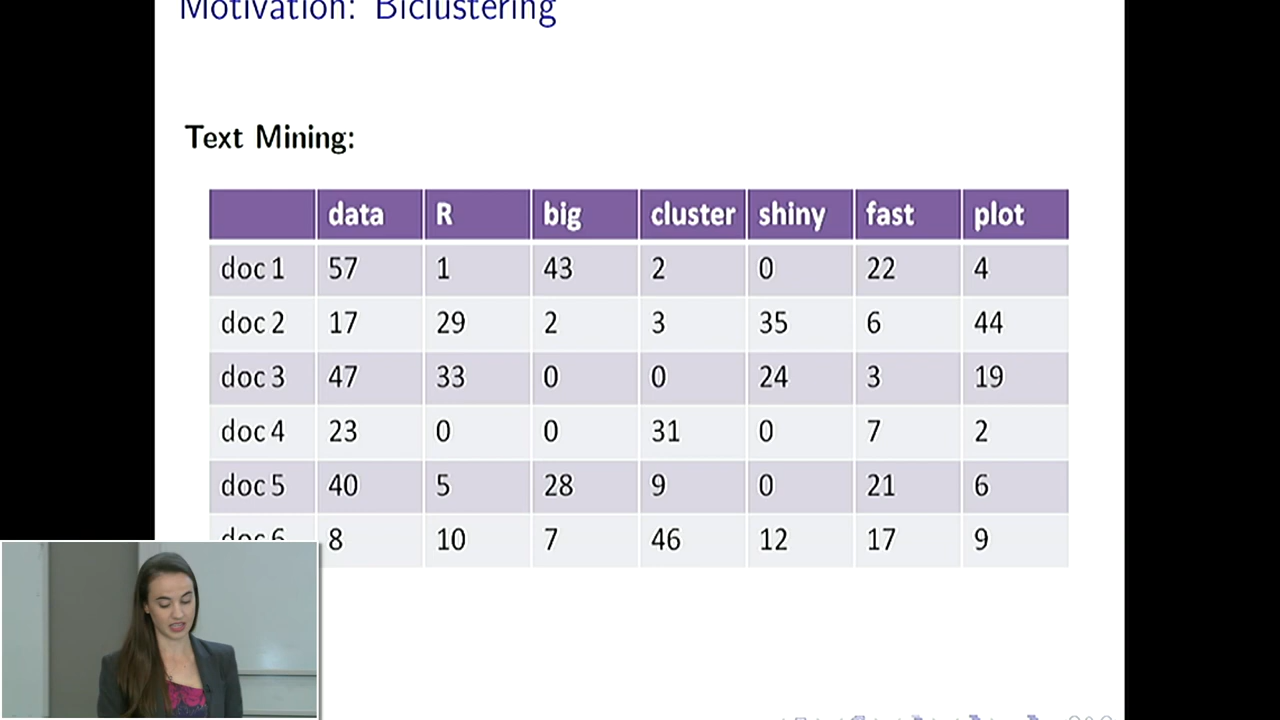 Motivation: Biclustering
Text Mining:
data R big cluster shiny fast plot
doc 1 57 1 43 2 0 22 4
doc 2 17 29 2 3 35 6 44
doc 3 47 33 0 0 24 3 19
doc 4 23 0 0 31 0 7 2
doc 5 40 5 28 9 0 21 6
doc 6 8 10 7 46 12 17 9